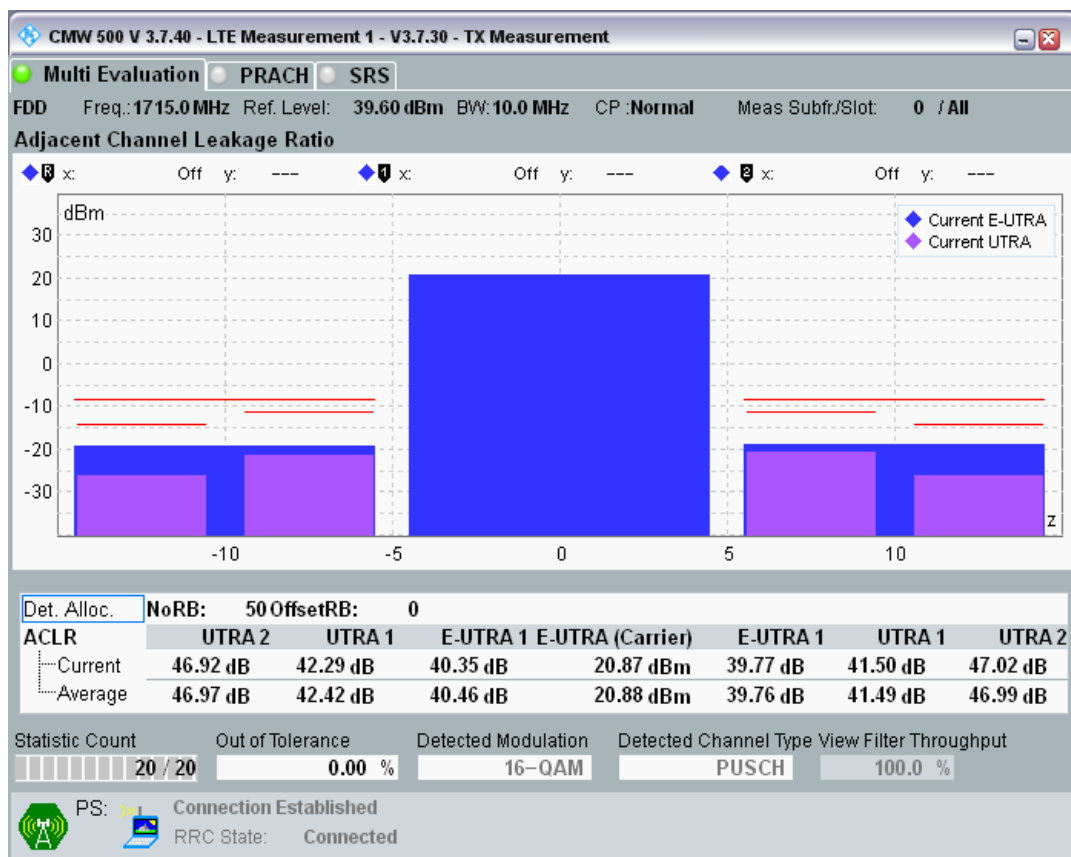 CMW 500 V 3.7.40 - LTE Measurement 1 - V3.7.30 - TX Measurement
Multi Evaluation PRACH SRS
FDD Freq.:1715.0 MHz Ref. Level: 39.60 dBm BW:10.0 MHz CP :Normal Meas Subfr./Slot: 0 / All
Adjacent Channel Leakage Ratio
R x: Off y: --- 1 x: Off y: --- 2 x: Off y: ---
dBm
Current E-UTRA
Current UTRA
30
20
10
0
-10
-20
-30
z
-10 -5 0 5 10
Det. Alloc. NoRB: 50 OffsetRB: 0
ACLR UTRA 2 UTRA 1 E-UTRA 1 E-UTRA (Carrier) E-UTRA 1 UTRA 1 UTRA 2
Current 46.92 dB 42.29 dB 40.35 dB 20.87 dBm 39.77 dB 41.50 dB 47.02 dB
Average 46.97 dB 42.42 dB 40.46 dB 20.88 dBm 39.76 dB 41.49 dB 46.99 dB
Statistic Count Out of Tolerance Detected Modulation Detected Channel Type View Filter Throughput
20 / 20 0.00 % 16-QAM PUSCH 100.0 %
PS: Connection Established
RRC State: Connected